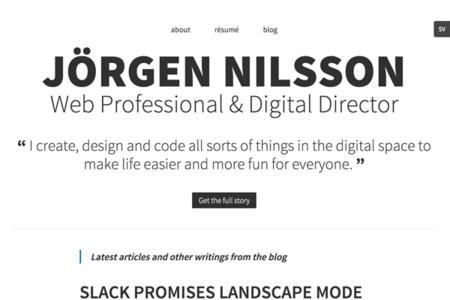 about résumé blog SV
JÖRGEN NILSSON
Web Professional & Digital Director
“ I create, design and code all sorts of things in the digital space to
make life easier and more fun for everyone. ”
Get the full story
Latest articles and other writings from the blog
SLACK PROMISES LANDSCAPE MODE